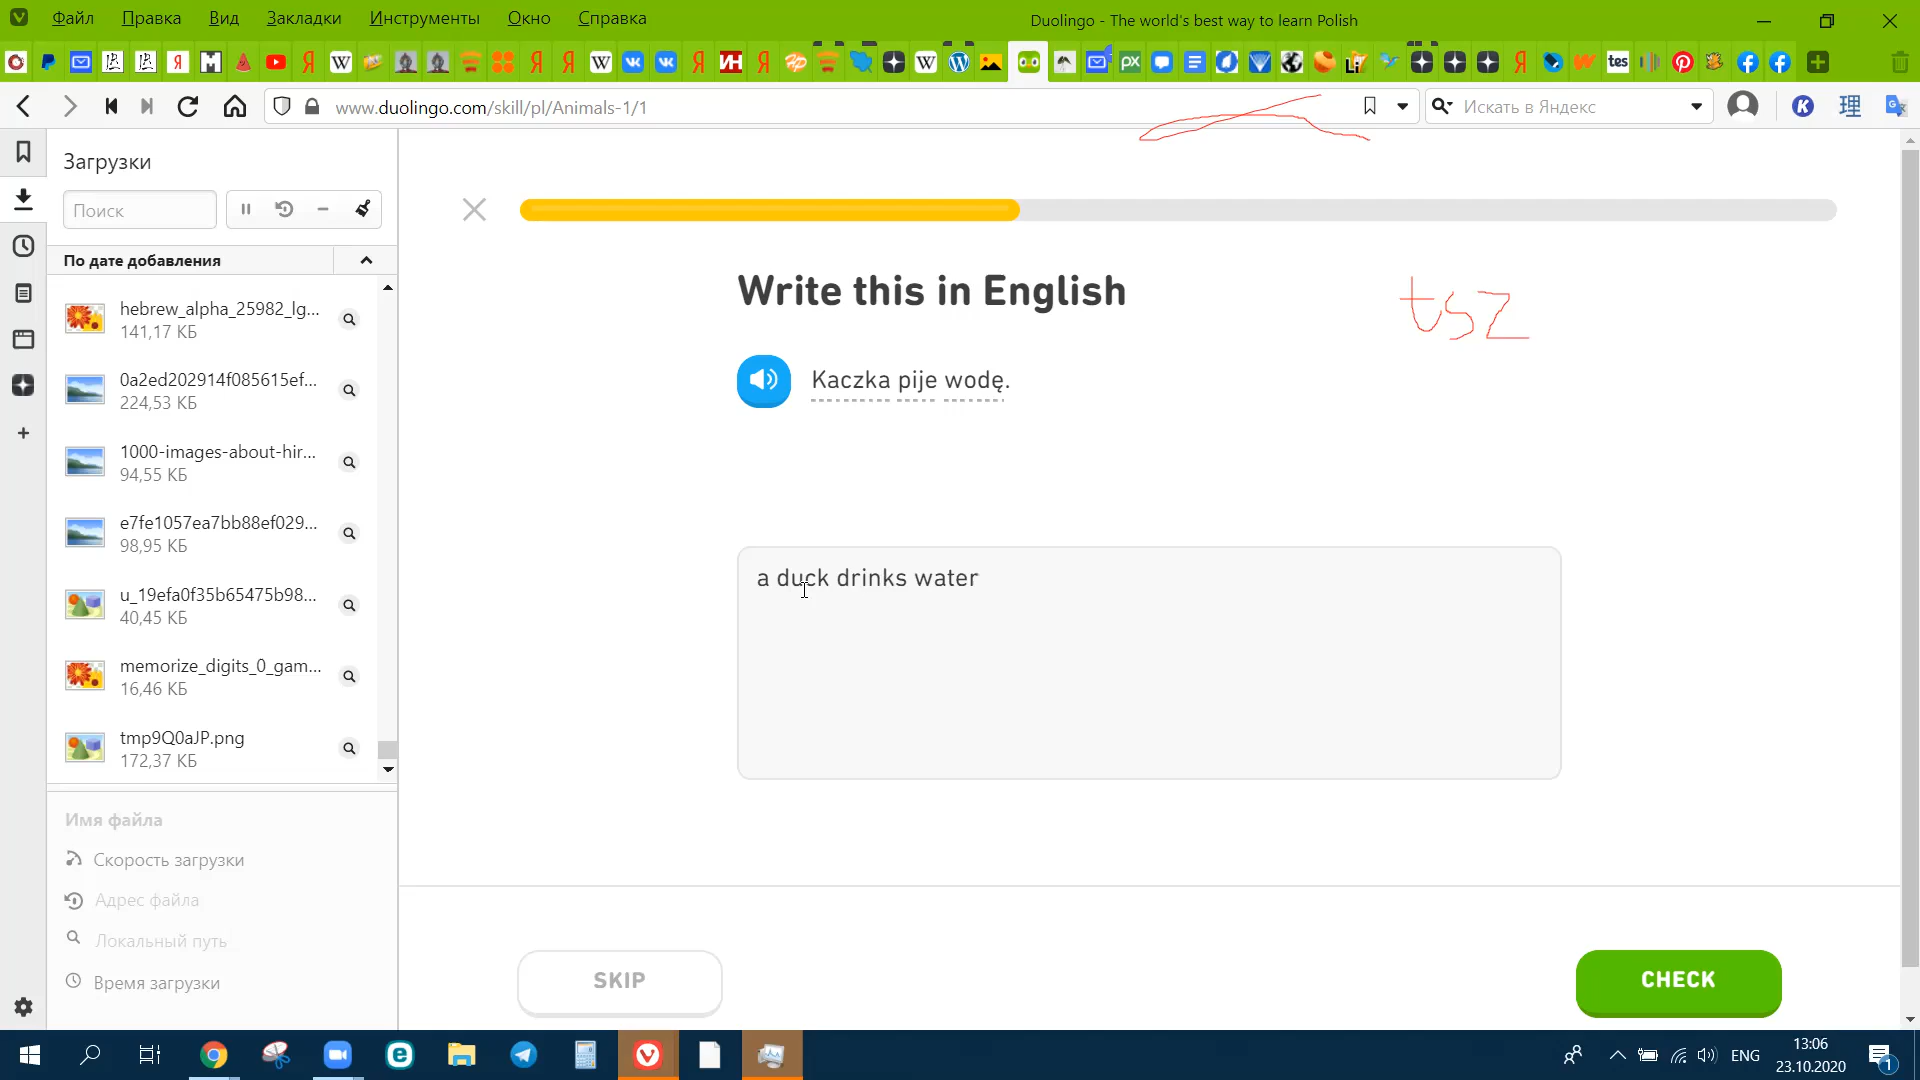 Файл Правка Вид Закладки Инструменты Окно Справка
Duolingo - The world's best way to learn Polish
www.duolingo.com/skill/pl/Animals-1/1
Искать в Яндекс
Загрузки
Поиск
По дате добавления
hebrew_alpha_25982_lg...
141,17 КБ
0a2ed202914f085615ef...
224,53 КБ
1000-images-about-hir...
94,55 КБ
e7fe1057ea7bb88ef029...
98,95 КБ
u_19efa0f35b65475b98...
40,45 КБ
memorize_digits_0_gam...
16,46 КБ
tmp9Q0aJP.png
172,37 КБ
Имя файла
Скорость загрузки
Адрес файла
Локальный путь
Время загрузки
Write this in English
tsz
Kaczka pije wodę.
a duck drinks water
SKIP
CHECK
ENG
13:06
23.10.2020
1